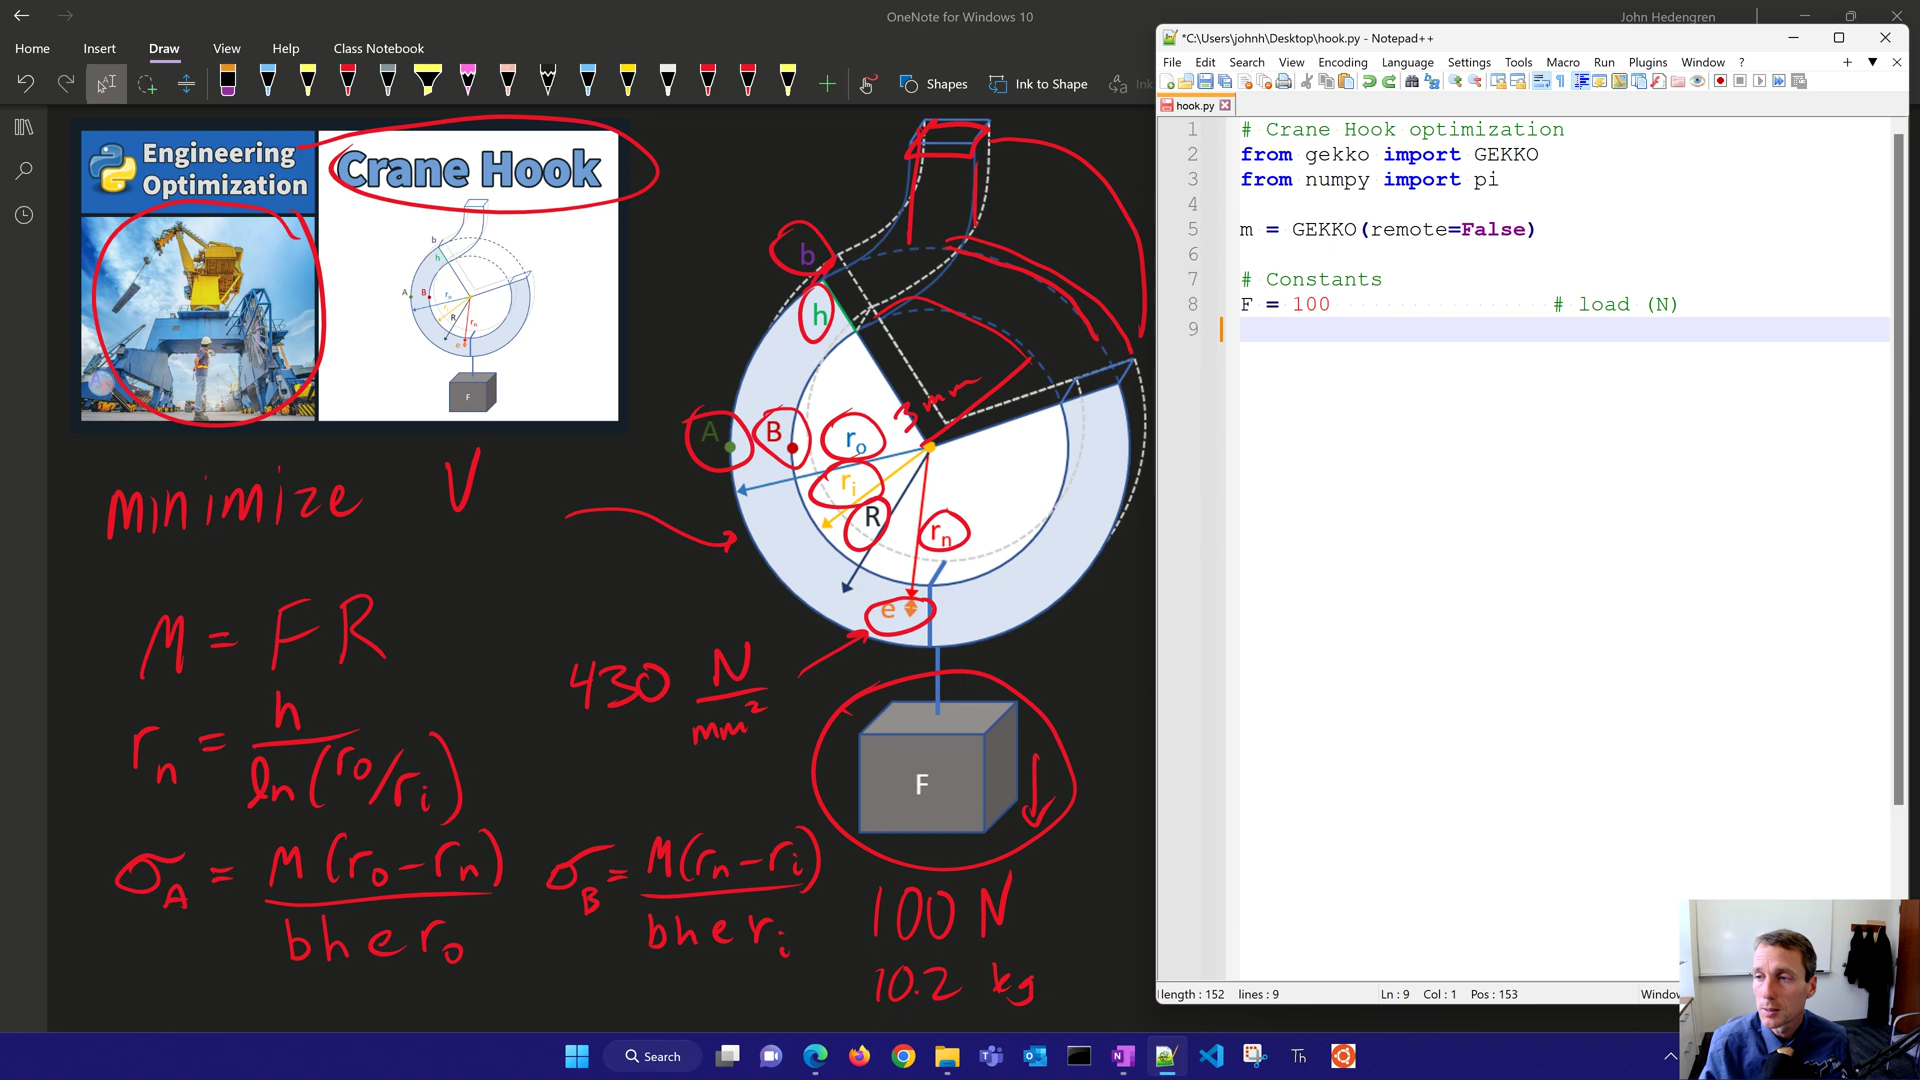 OneNote for Windows 10
John Hedengren
Home Insert Draw View Help Class Notebook
Shapes
Ink to Shape
Ink
Engineering
Optimization
Crane Hook
b
h
A
B
ro
R
rn
e
F
b
h
A
B
ro
ri
R
rn
e
3 mm
F
minimize V
M = FR
rn = h / ln(ro/ri)
σA = M(ro-rn) / bhero
σB = M(rn-ri) / bheri
430 N/mm²
100 N
10.2 kg
*C:\Users\johnh\Desktop\hook.py - Notepad++
File Edit Search View Encoding Language Settings Tools Macro Run Plugins Window ?
hook.py
1 # Crane Hook optimization
2 from gekko import GEKKO
3 from numpy import pi
4
5 m = GEKKO(remote=False)
6
7 # Constants
8 F = 100 # load (N)
9
length : 152 lines : 9 Ln : 9 Col : 1 Pos : 153 Window
Search
Th